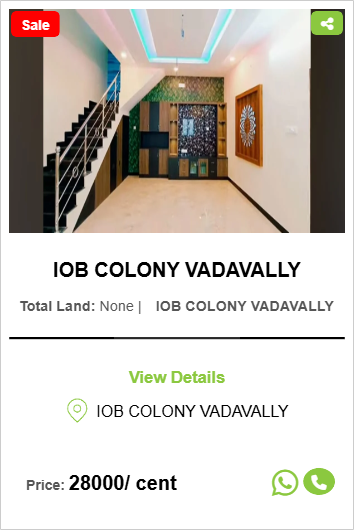 Sale
IOB COLONY VADAVALLY
Total Land: None | IOB COLONY VADAVALLY
View Details
IOB COLONY VADAVALLY
Price: 28000/ cent